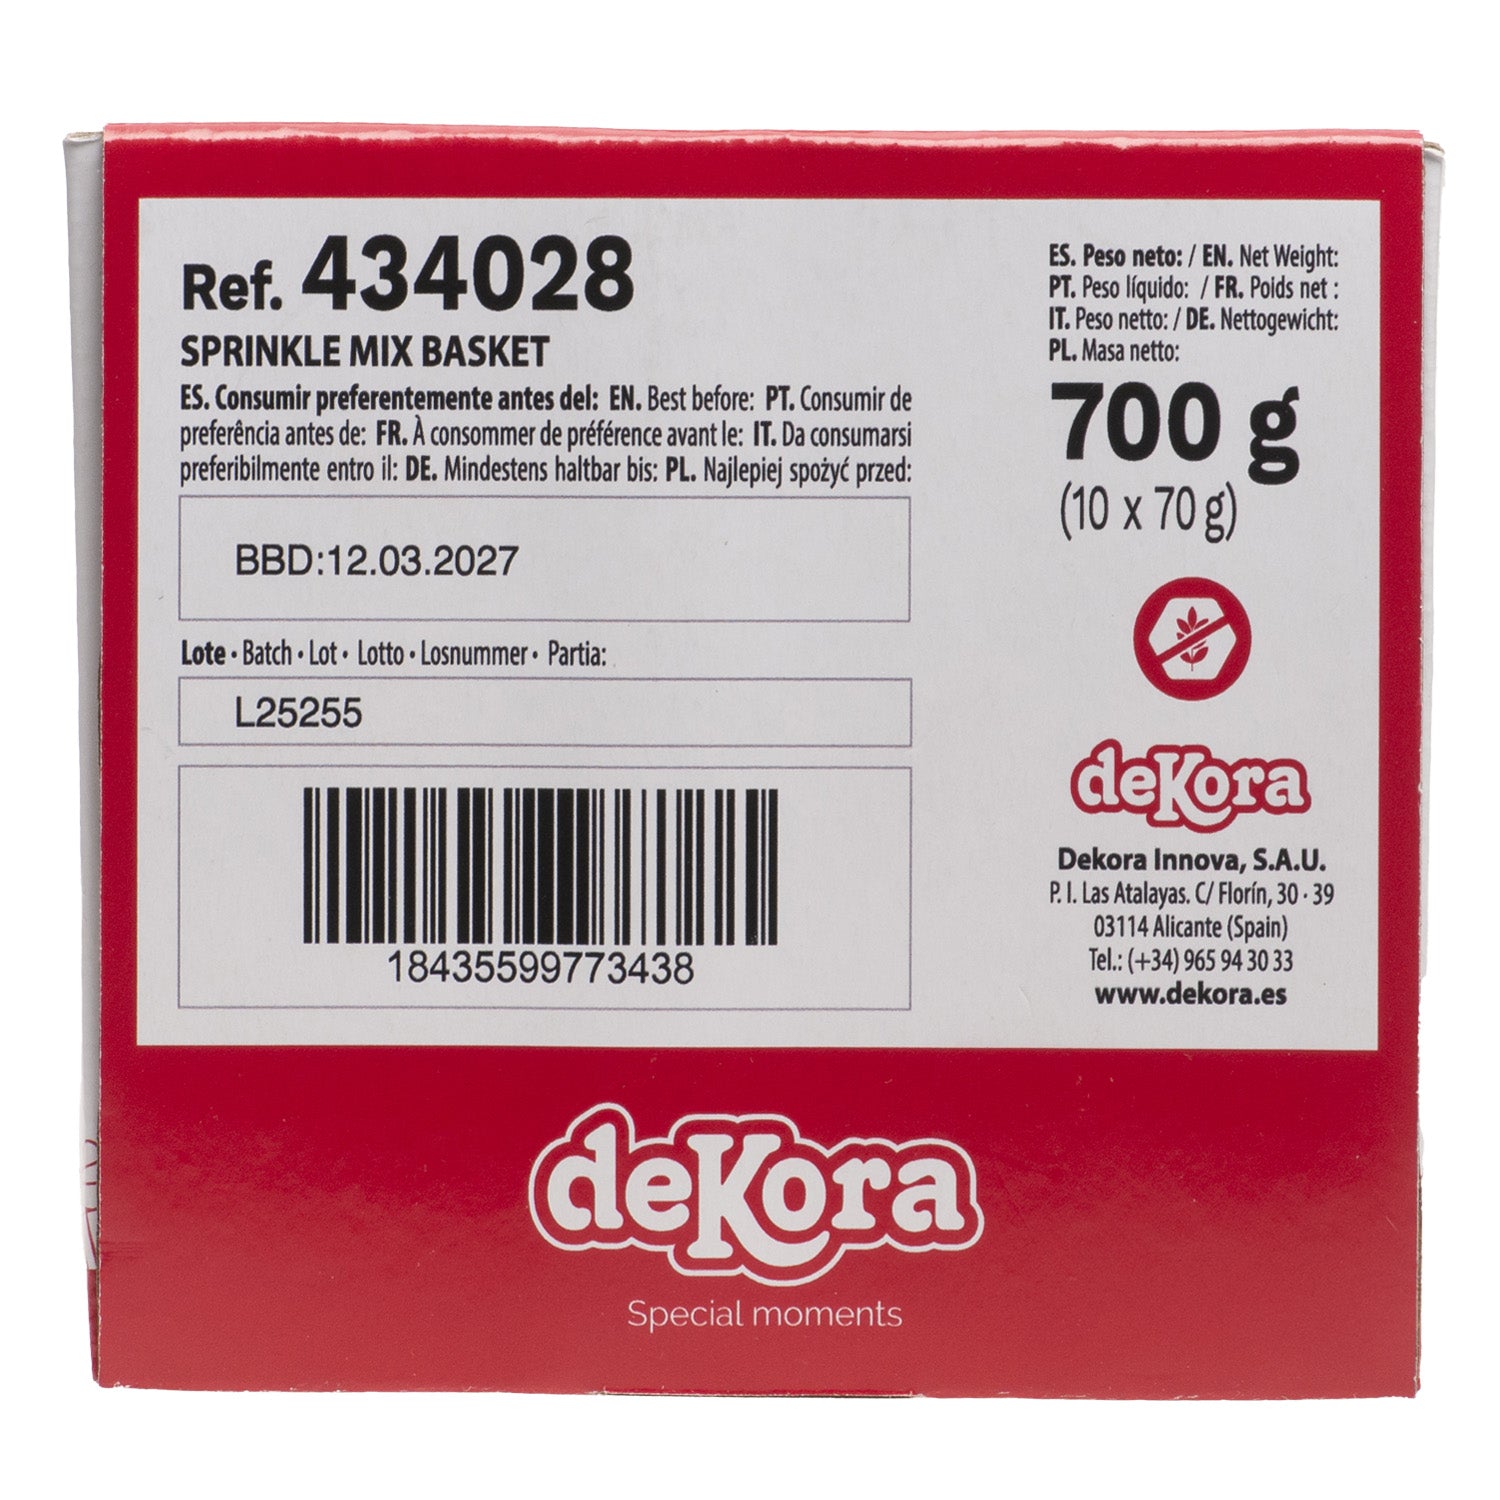 Ref. 434028
SPRINKLE MIX BASKET
ES. Consumir preferentemente antes del: EN. Best before: PT. Consumir de
preferência antes de: FR. À consommer de préférence avant le: IT. Da consumarsi
preferibilmente entro il: DE. Mindestens haltbar bis: PL. Najlepiej spożyć przed:
BBD:12.03.2027
Lote • Batch • Lot • Lotto • Losnummer • Partia:
L25255
18435599773438
ES. Peso neto: / EN. Net Weight:
PT. Peso líquido: / FR. Poids net :
IT. Peso netto: / DE. Nettogewicht:
PL. Masa netto:
700 g
(10 x 70 g)
deKora
Dekora Innova, S.A.U.
P. I. Las Atalayas. C/ Florín, 30 · 39
03114 Alicante (Spain)
Tel.: (+34) 965 94 30 33
www.dekora.es
deKora
Special moments